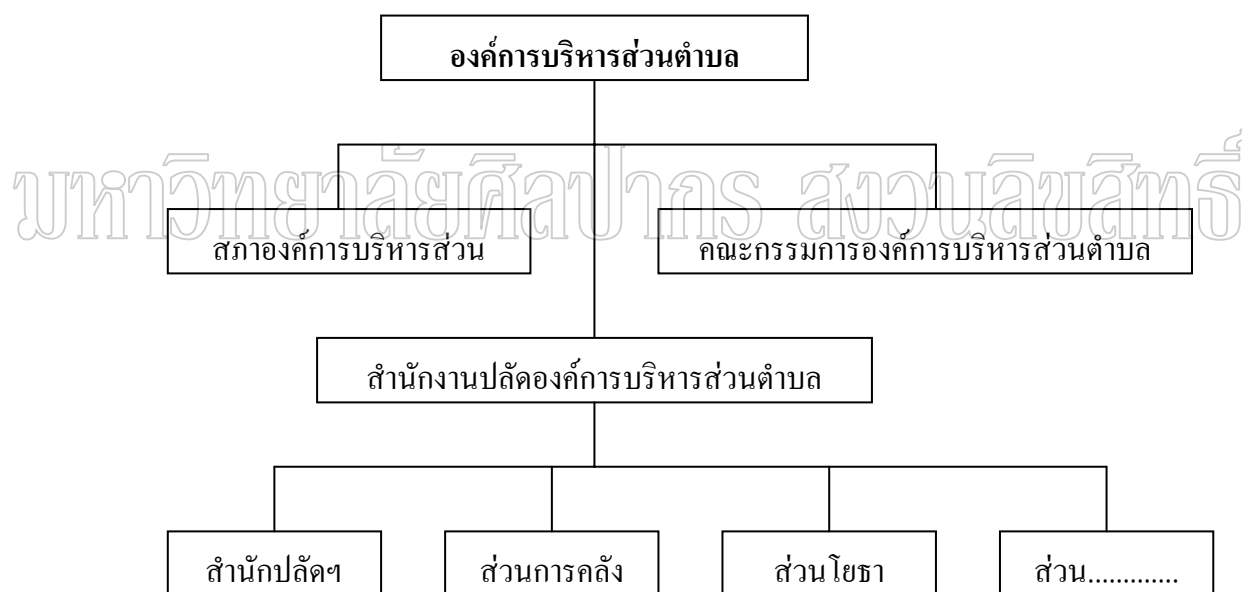 องค์การบริหารส่วนตำบล
มหาวิทยาลัยศิลปากร สงวนลิขสิทธิ์
สภาองค์การบริหารส่วน
คณะกรรมการองค์การบริหารส่วนตำบล
สำนักงานปลัดองค์การบริหารส่วนตำบล
สำนักปลัดฯ
ส่วนการคลัง
ส่วนโยธา
ส่วน.............